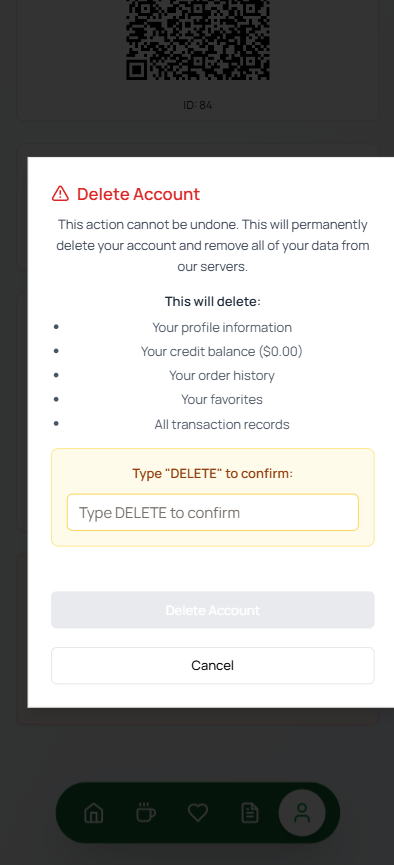 ID: 84
Delete Account
This action cannot be undone. This will permanently
delete your account and remove all of your data from
our servers.
This will delete:
• Your profile information
• Your credit balance ($0.00)
• Your order history
• Your favorites
• All transaction records
Type "DELETE" to confirm:
Type DELETE to confirm
Delete Account
Cancel